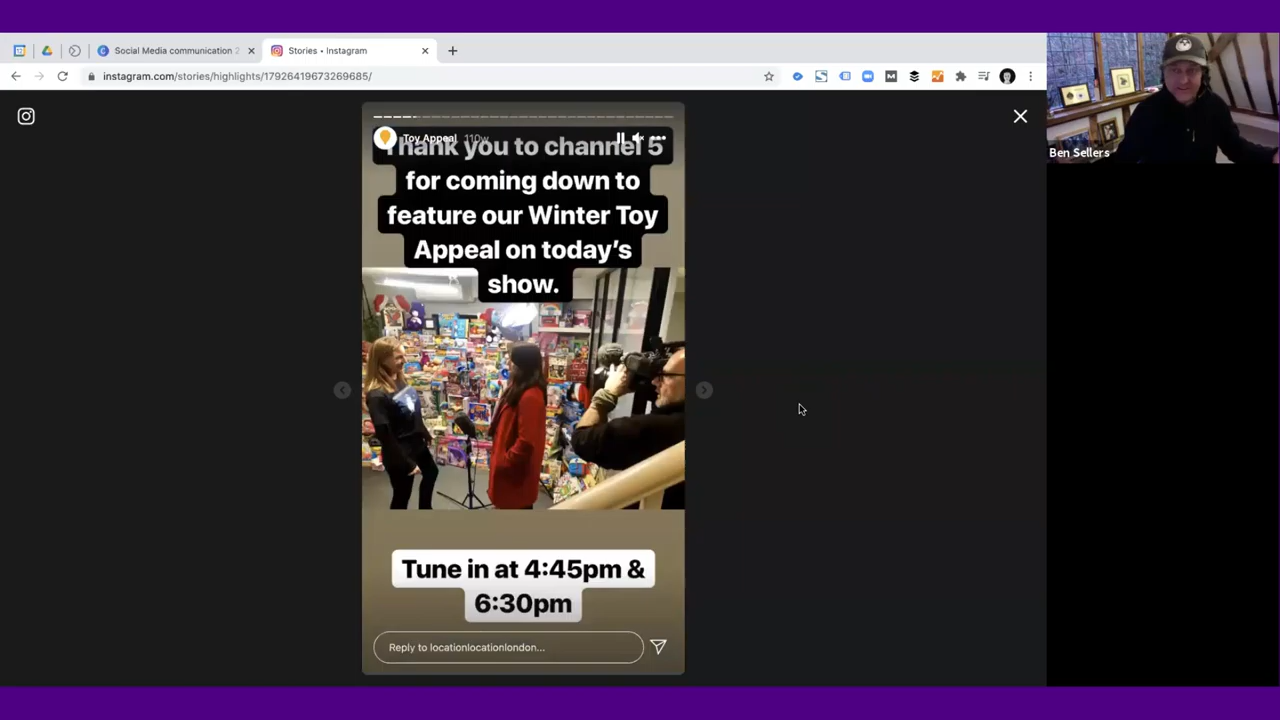 Social Media communication 2
Stories • Instagram
instagram.com/stories/highlights/17926419673269685/
Ben Sellers
Toy Appeal 110w
Thank you to channel 5
for coming down to
feature our Winter Toy
Appeal on today's
show.
Tune in at 4:45pm &
6:30pm
Reply to locationlocationlondon...